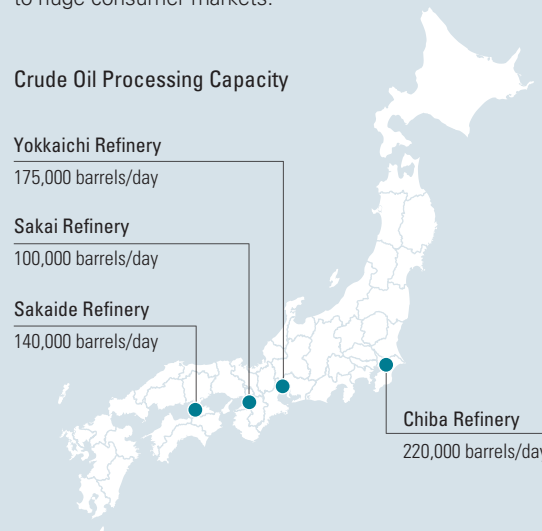 to huge consumer markets.
Crude Oil Processing Capacity
Yokkaichi Refinery
175,000 barrels/day
Sakai Refinery
100,000 barrels/day
Sakaide Refinery
140,000 barrels/day
Chiba Refinery
220,000 barrels/day